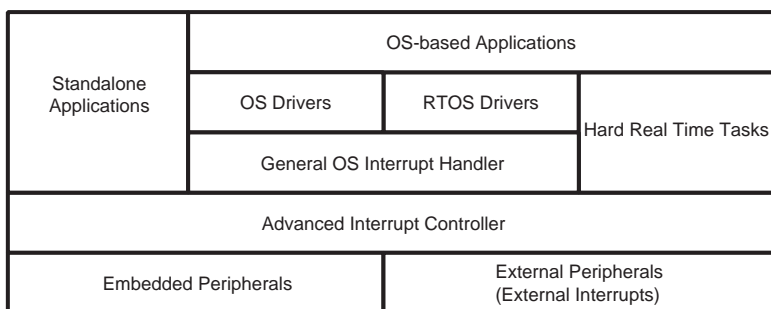 OS-based Applications
Standalone
Applications
OS Drivers
RTOS Drivers
Hard Real Time Tasks
General OS Interrupt Handler
Advanced Interrupt Controller
Embedded Peripherals
External Peripherals
(External Interrupts)